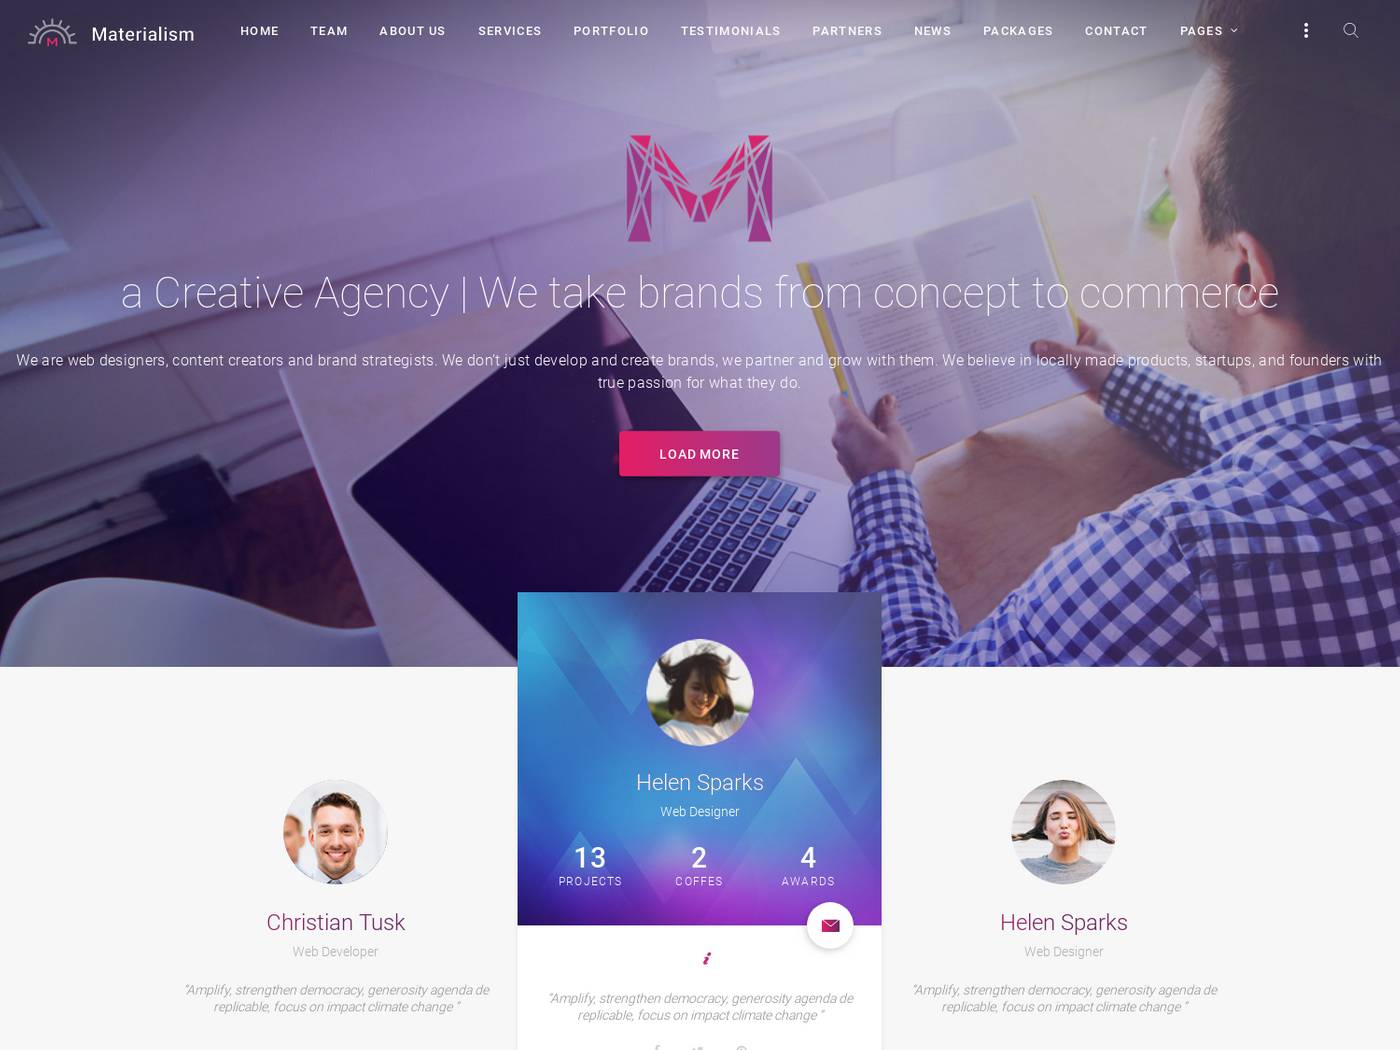 Materialism
HOME TEAM ABOUT US SERVICES PORTFOLIO TESTIMONIALS PARTNERS NEWS PACKAGES CONTACT PAGES
M
a Creative Agency | We take brands from concept to commerce
We are web designers, content creators and brand strategists. We don't just develop and create brands, we partner and grow with them. We believe in locally made products, startups, and founders with
true passion for what they do.
LOAD MORE
Helen Sparks
Web Designer
13 2 4
PROJECTS COFFES AWARDS
Christian Tusk
Web Developer
"Amplify, strengthen democracy, generosity agenda de
replicable, focus on impact climate change "
i
"Amplify, strengthen democracy, generosity agenda de
replicable, focus on impact climate change "
Helen Sparks
Web Designer
"Amplify, strengthen democracy, generosity agenda de
replicable, focus on impact climate change "